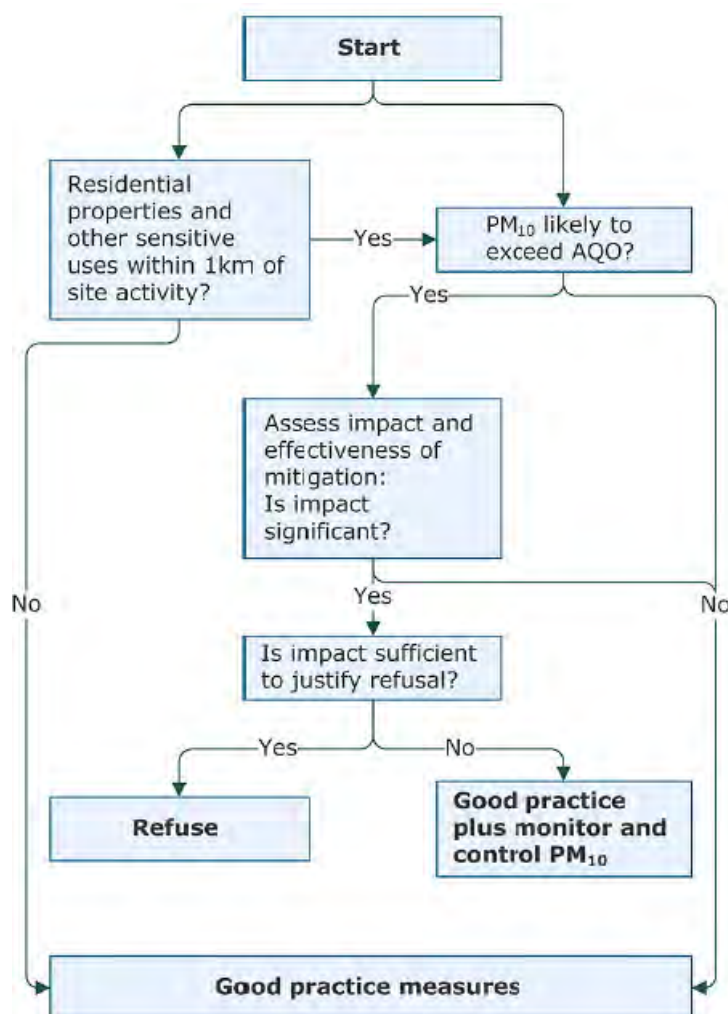 Start
Residential
properties and
other sensitive
uses within 1km of
site activity?
Yes
PM₁₀ likely to
exceed AQO?
Yes
Assess impact and
effectiveness of
mitigation:
Is impact
significant?
No
Yes
No
Is impact sufficient
to justify refusal?
Yes
No
Refuse
Good practice
plus monitor and
control PM₁₀
Good practice measures